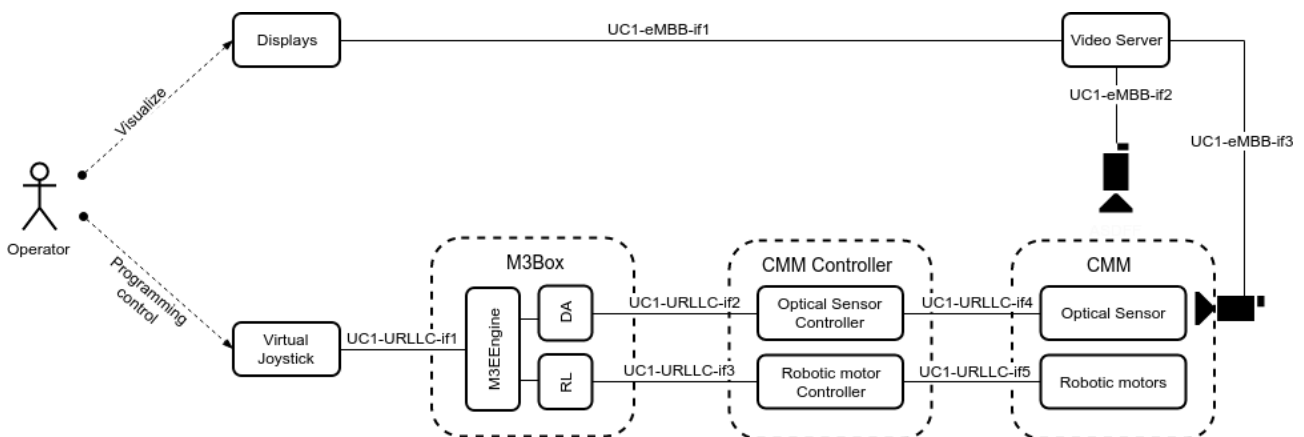 UC1-eMBB-if1
Displays
Video Server
UC1-eMBB-if2
Visualize
UC1-eMBB-if3
Operator
Programming
control
M3Box
CMM Controller
CMM
M3EEngine
DA
UC1-URLLC-if2
Optical Sensor
Controller
UC1-URLLC-if4
Optical Sensor
Virtual
Joystick
UC1-URLLC-if1
RL
UC1-URLLC-if3
Robotic motor
Controller
UC1-URLLC-if5
Robotic motors